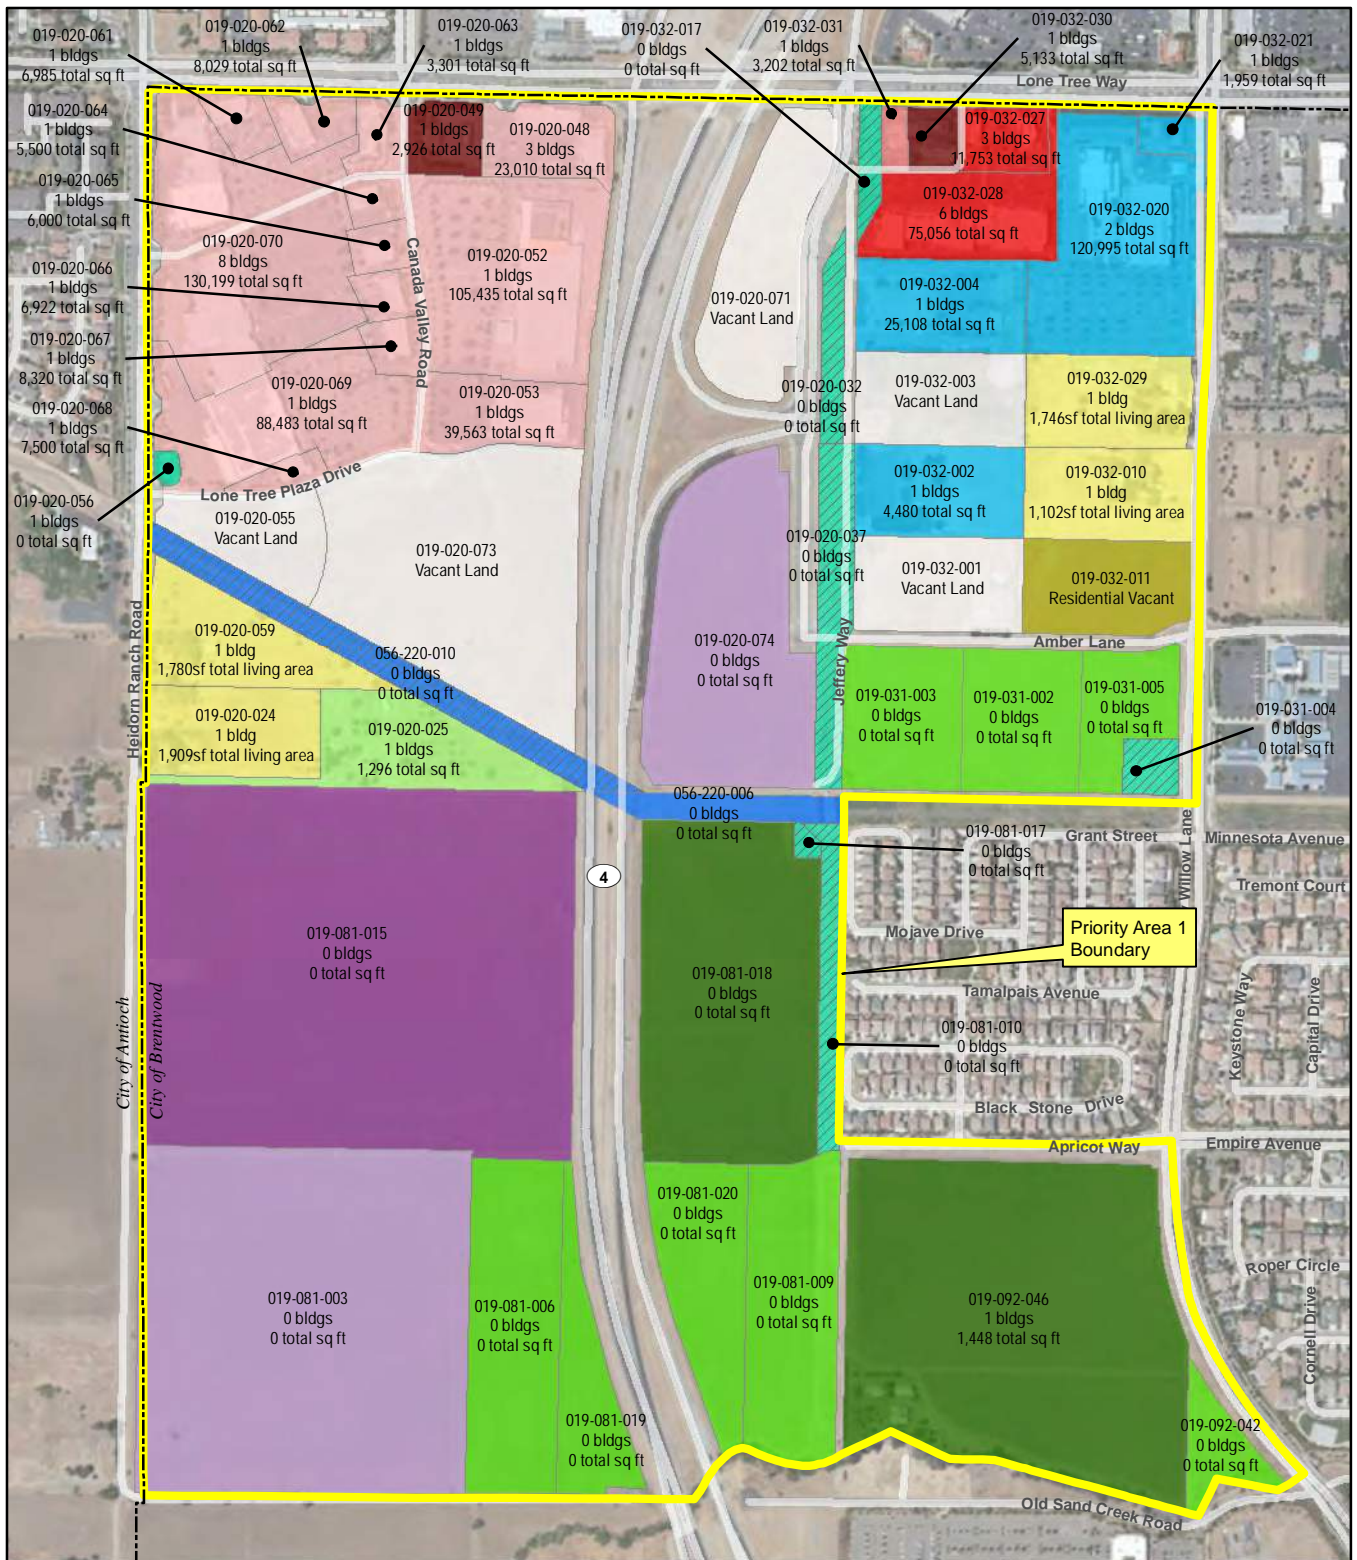 019-020-061
1 bldgs
6,985 total sq ft
019-020-062
1 bldgs
8,029 total sq ft
019-020-063
1 bldgs
3,301 total sq ft
019-032-017
0 bldgs
0 total sq ft
019-032-031
1 bldgs
3,202 total sq ft
019-032-030
1 bldgs
5,133 total sq ft
019-032-021
1 bldgs
1,959 total sq ft
Lone Tree Way
019-020-064
1 bldgs
5,500 total sq ft
019-020-049
1 bldgs
2,926 total sq ft
019-020-048
3 bldgs
23,010 total sq ft
019-032-027
3 bldgs
11,753 total sq ft
019-020-065
1 bldgs
6,000 total sq ft
019-032-028
6 bldgs
75,056 total sq ft
019-032-020
2 bldgs
120,995 total sq ft
019-020-070
8 bldgs
130,199 total sq ft
Canada Valley Road
019-020-052
1 bldgs
105,435 total sq ft
019-020-066
1 bldgs
6,922 total sq ft
019-020-071
Vacant Land
019-032-004
1 bldgs
25,108 total sq ft
019-020-067
1 bldgs
8,320 total sq ft
019-020-069
1 bldgs
88,483 total sq ft
019-020-053
1 bldgs
39,563 total sq ft
019-020-032
0 bldgs
0 total sq ft
019-032-003
Vacant Land
019-032-029
1 bldg
1,746sf total living area
019-020-068
1 bldgs
7,500 total sq ft
Lone Tree Plaza Drive
019-032-002
1 bldgs
4,480 total sq ft
019-032-010
1 bldg
1,102sf total living area
019-020-056
1 bldgs
0 total sq ft
019-020-055
Vacant Land
019-020-073
Vacant Land
019-020-037
0 bldgs
0 total sq ft
019-032-001
Vacant Land
019-032-011
Residential Vacant
Heidorn Ranch Road
019-020-059
1 bldg
1,780sf total living area
056-220-010
0 bldgs
0 total sq ft
019-020-074
0 bldgs
0 total sq ft
Jeffery Way
Amber Lane
019-031-003
0 bldgs
0 total sq ft
019-031-002
0 bldgs
0 total sq ft
019-031-005
0 bldgs
0 total sq ft
019-031-004
0 bldgs
0 total sq ft
019-020-024
1 bldg
1,909sf total living area
019-020-025
1 bldgs
1,296 total sq ft
056-220-006
0 bldgs
0 total sq ft
019-081-017
0 bldgs
0 total sq ft
Grant Street
Minnesota Avenue
Willow Lane
4
Tremont Court
019-081-015
0 bldgs
0 total sq ft
Mojave Drive
Priority Area 1
Boundary
019-081-018
0 bldgs
0 total sq ft
Tamalpais Avenue
Keystone Way
Capital Drive
019-081-010
0 bldgs
0 total sq ft
City of Antioch
City of Brentwood
Black Stone Drive
Apricot Way
Empire Avenue
019-081-020
0 bldgs
0 total sq ft
Roper Circle
019-081-003
0 bldgs
0 total sq ft
019-081-006
0 bldgs
0 total sq ft
019-081-009
0 bldgs
0 total sq ft
019-092-046
1 bldgs
1,448 total sq ft
Cornell Drive
019-081-019
0 bldgs
0 total sq ft
019-092-042
0 bldgs
0 total sq ft
Old Sand Creek Road